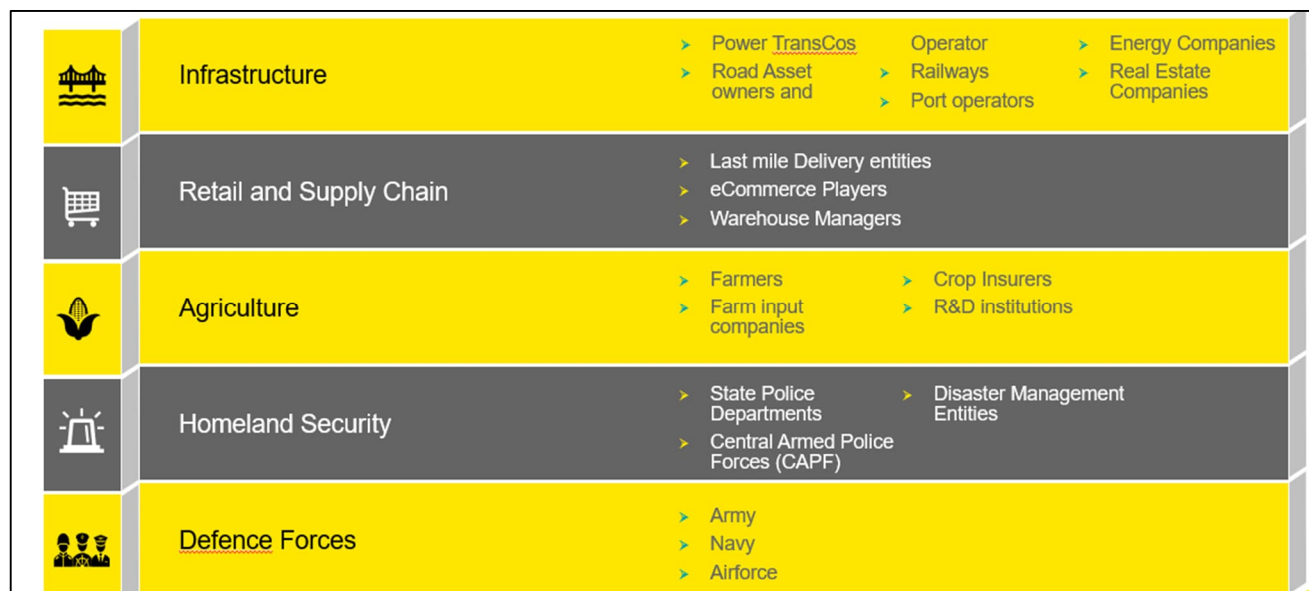 Infrastructure
Power TransCos
Road Asset
owners and
Operator
Railways
Port operators
Energy Companies
Real Estate
Companies
Retail and Supply Chain
Last mile Delivery entities
eCommerce Players
Warehouse Managers
Agriculture
Farmers
Farm input
companies
Crop Insurers
R&D institutions
Homeland Security
State Police
Departments
Central Armed Police
Forces (CAPF)
Disaster Management
Entities
Defence Forces
Army
Navy
Airforce